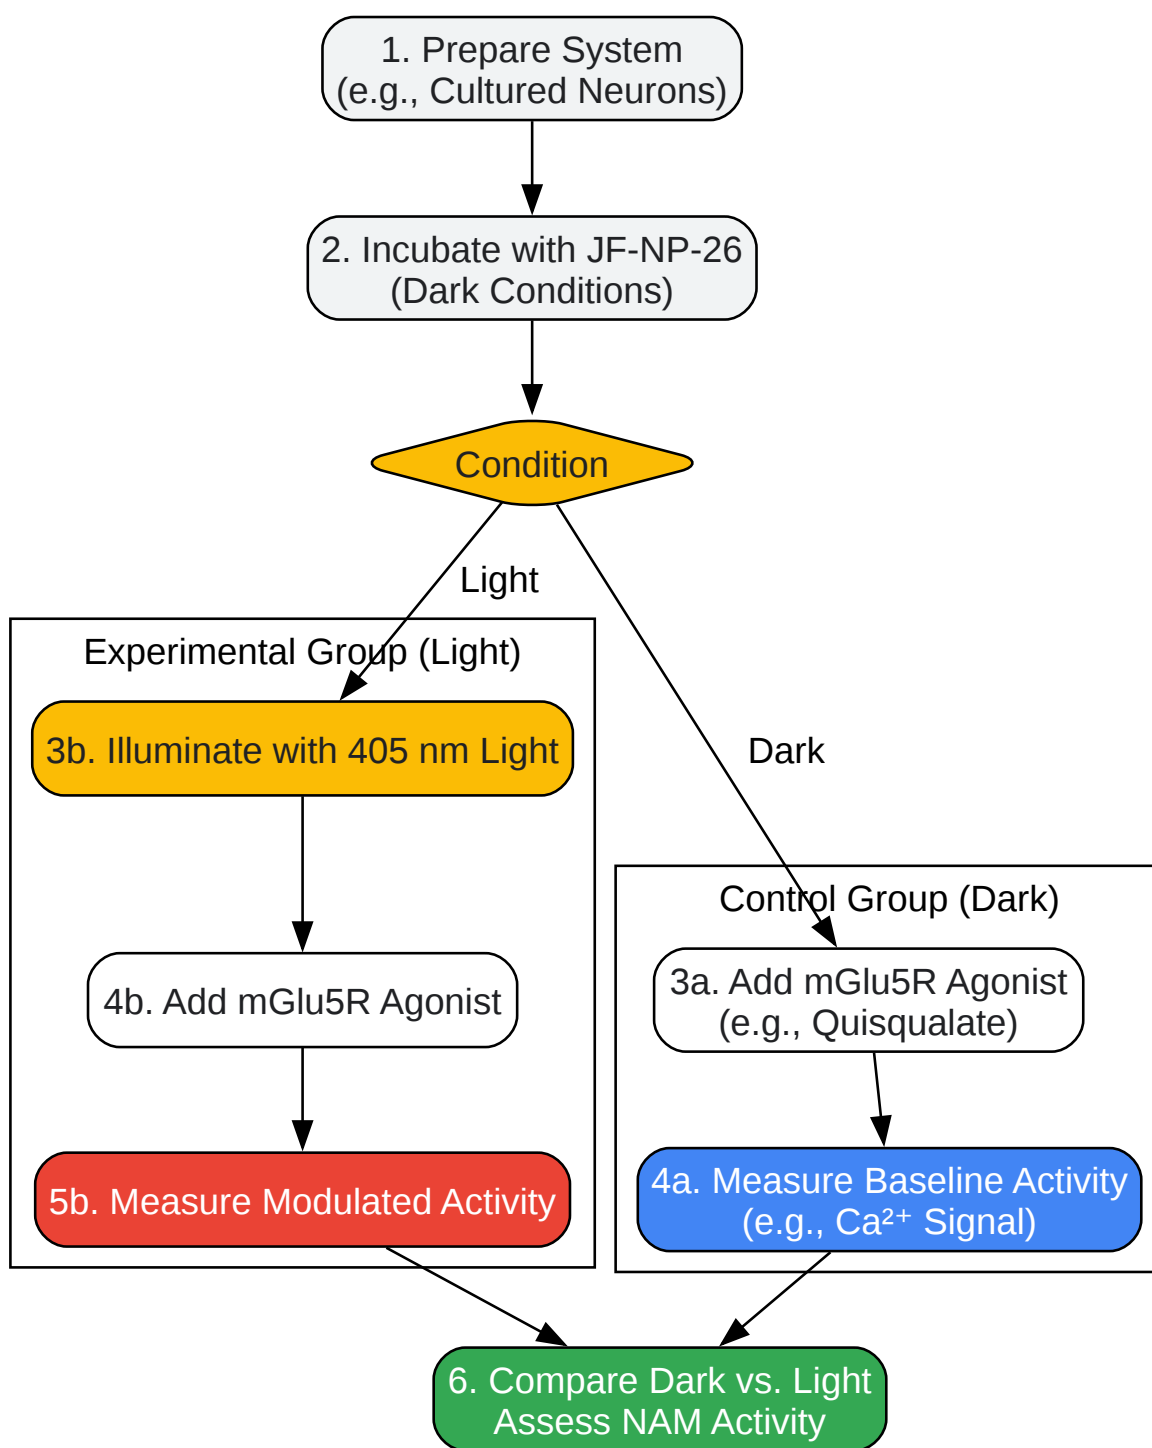 1. Prepare System
(e.g., Cultured Neurons)
2. Incubate with JF-NP-26
(Dark Conditions)
Condition
Light
Dark
Experimental Group (Light)
3b. Illuminate with 405 nm Light
4b. Add mGlu5R Agonist
5b. Measure Modulated Activity
Control Group (Dark)
3a. Add mGlu5R Agonist
(e.g., Quisqualate)
4a. Measure Baseline Activity
(e.g., Ca²⁺ Signal)
6. Compare Dark vs. Light
Assess NAM Activity